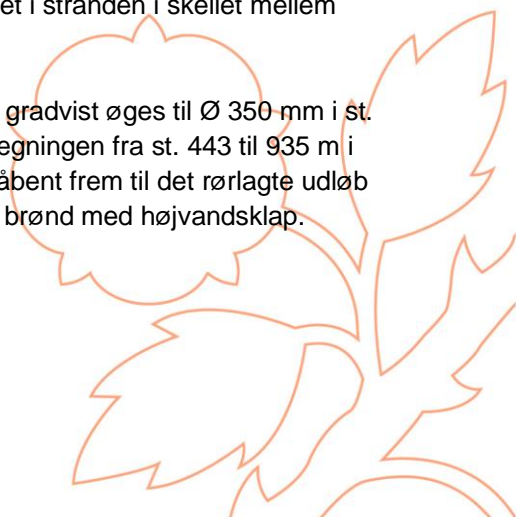 et i stranden i skellet mellem
gradvist øges til Ø 350 mm i st.
egningen fra st. 443 til 935 m i
åbent frem til det rørlagte udløb
brønd med højvandsklap.